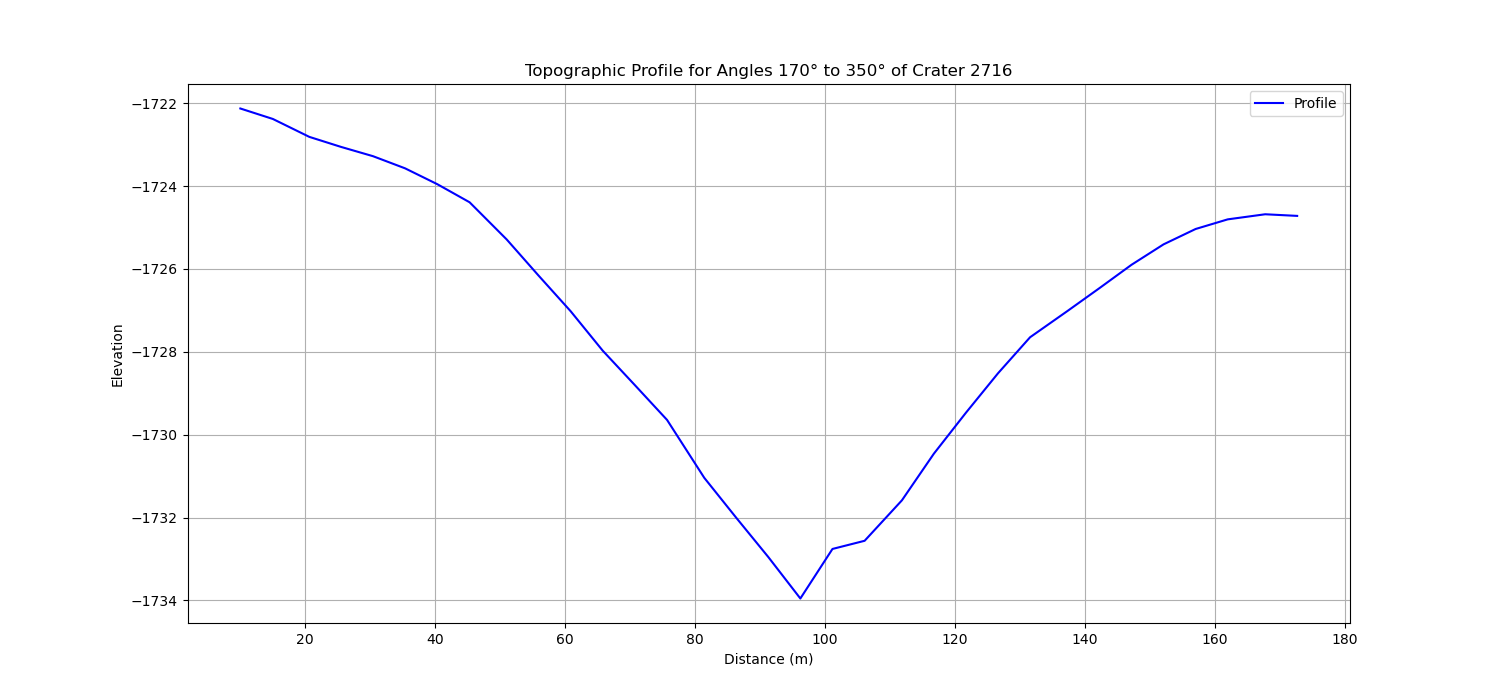 Topographic Profile for Angles 170° to 350° of Crater 2716
Profile
−1722
−1724
−1726
−1728
−1730
−1732
−1734
Elevation
20 40 60 80 100 120 140 160 180
Distance (m)